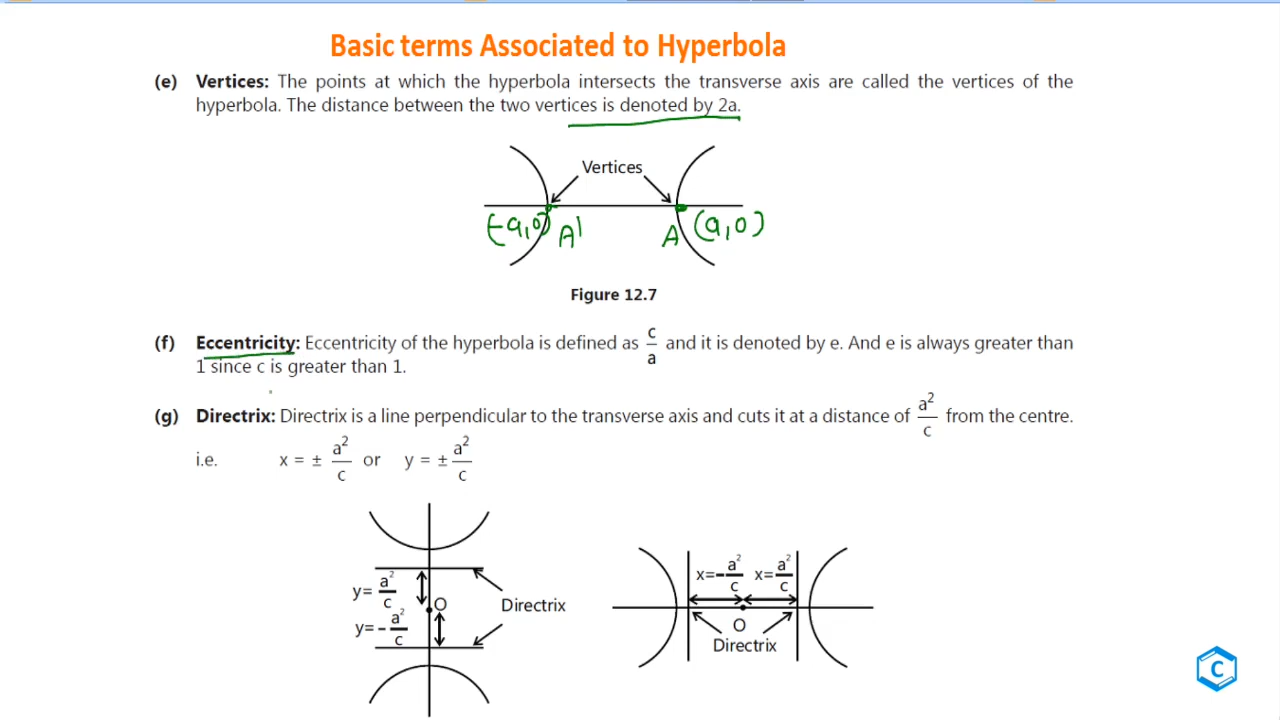 Basic terms Associated to Hyperbola
(e) Vertices: The points at which the hyperbola intersects the transverse axis are called the vertices of the
hyperbola. The distance between the two vertices is denoted by 2a.
Vertices
(-a,0) A' A (a,0)
Figure 12.7
(f) Eccentricity: Eccentricity of the hyperbola is defined as c/a and it is denoted by e. And e is always greater than
1 since c is greater than 1.
(g) Directrix: Directrix is a line perpendicular to the transverse axis and cuts it at a distance of a²/c from the centre.
i.e. x = ± a²/c or y = ± a²/c
y= a²/c
O
y=- a²/c
Directrix
x=- a²/c x= a²/c
O
Directrix
C